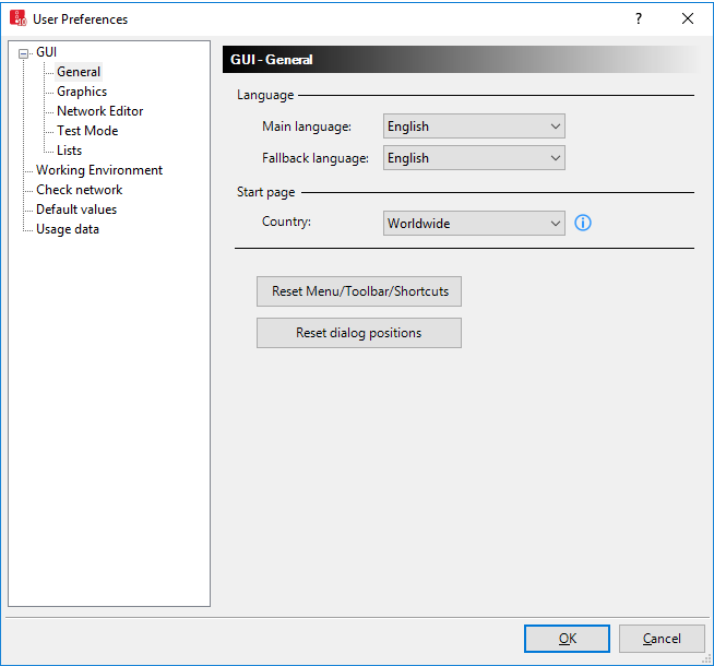 User Preferences
GUI
General
Graphics
Network Editor
Test Mode
Lists
Working Environment
Check network
Default values
Usage data
GUI - General
Language
Main language: English
Fallback language: English
Start page
Country: Worldwide
Reset Menu/Toolbar/Shortcuts
Reset dialog positions
OK Cancel